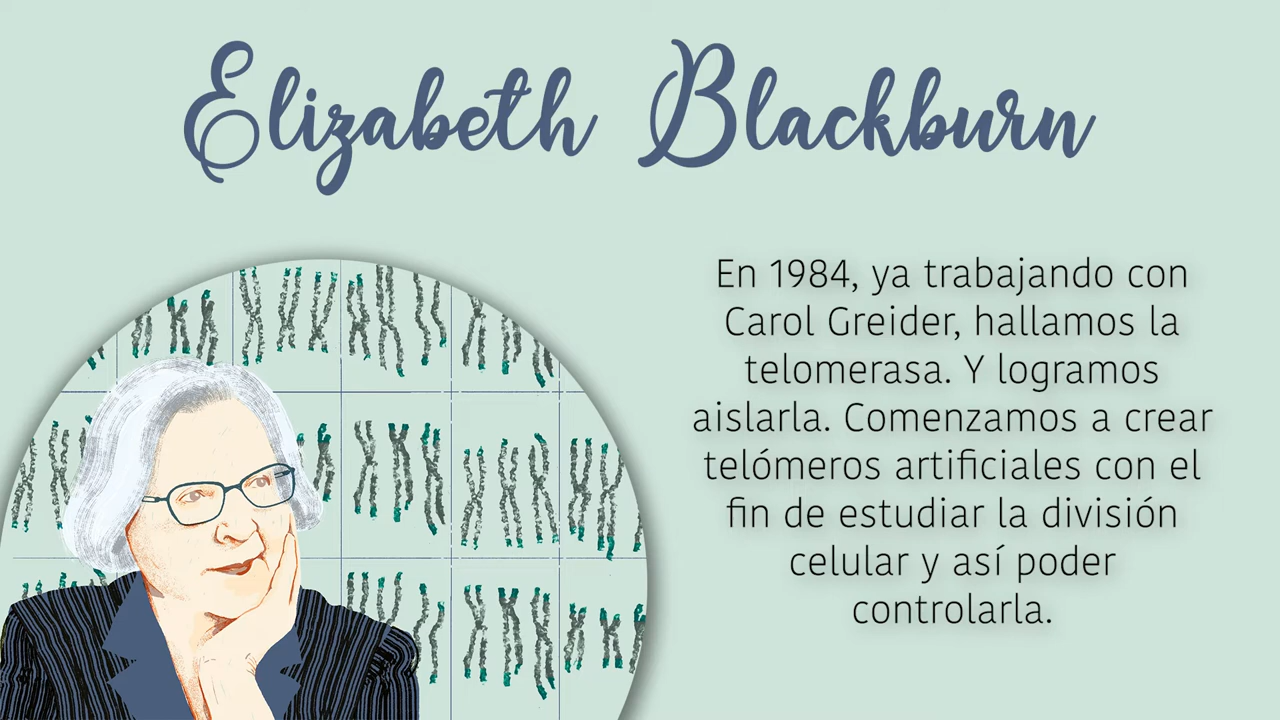 Elizabeth Blackburn
En 1984, ya trabajando con
Carol Greider, hallamos la
telomerasa. Y logramos
aislarla. Comenzamos a crear
telómeros artificiales con el
fin de estudiar la división
celular y así poder
controlarla.